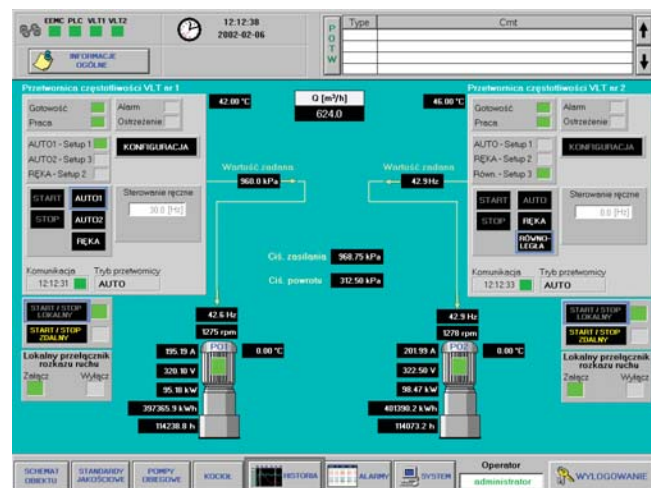 EEMC PLC VLT1 VLT2
12:12:38
2002-02-06
INFORMACJE
OGÓLNE
P
O
T
W
Type Cmt
Przetwornica częstotliwości VLT nr 1
Gotowość
Praca
Alarm
Ostrzeżenie
AUTO1 - Setup 1
AUTO2 - Setup 3
RĘKA - Setup 2
KONFIGURACJA
START AUTO1
STOP AUTO2
RĘKA
Sterowanie ręczne
30.0 [Hz]
Komunikacja Tryb przetwornicy
12:12:31 AUTO
START / STOP
LOKALNY
START / STOP
ZDALNY
Lokalny przełącznik
rozkazu ruchu
Załącz Wyłącz
42.00 °C
Q [m³/h]
624.0
46.00 °C
Wartość zadana
960.0 kPa
Wartość zadana
42.9 Hz
Ciś. zasilania 968.75 kPa
Ciś. powrotu 312.50 kPa
42.6 Hz
1275 rpm
195.19 A PO1 0.00 °C
320.10 V
95.10 kW
397365.9 kWh
114238.8 h
42.9 Hz
1278 rpm
201.99 A PO2 0.00 °C
322.50 V
98.47 kW
401390.2 kWh
114073.2 h
Przetwornica częstotliwości VLT nr 2
Gotowość
Praca
Alarm
Ostrzeżenie
AUTO - Setup 1
RĘKA - Setup 2
Równ. - Setup 3
KONFIGURACJA
START AUTO
STOP RĘKA
RÓWNO-
LEGŁA
Sterowanie ręczne
0.0 [Hz]
Komunikacja Tryb przetwornicy
12:12:33 AUTO
START / STOP
LOKALNY
START / STOP
ZDALNY
Lokalny przełącznik
rozkazu ruchu
Załącz Wyłącz
SCHEMAT
OBIEKTU
STANDARDY
JAKOŚCIOWE
POMPY
OBIEGOWE
KOCIOŁ
HISTORIA
ALARMY
SYSTEM
Operator
administrator
WYLOGOWANIE